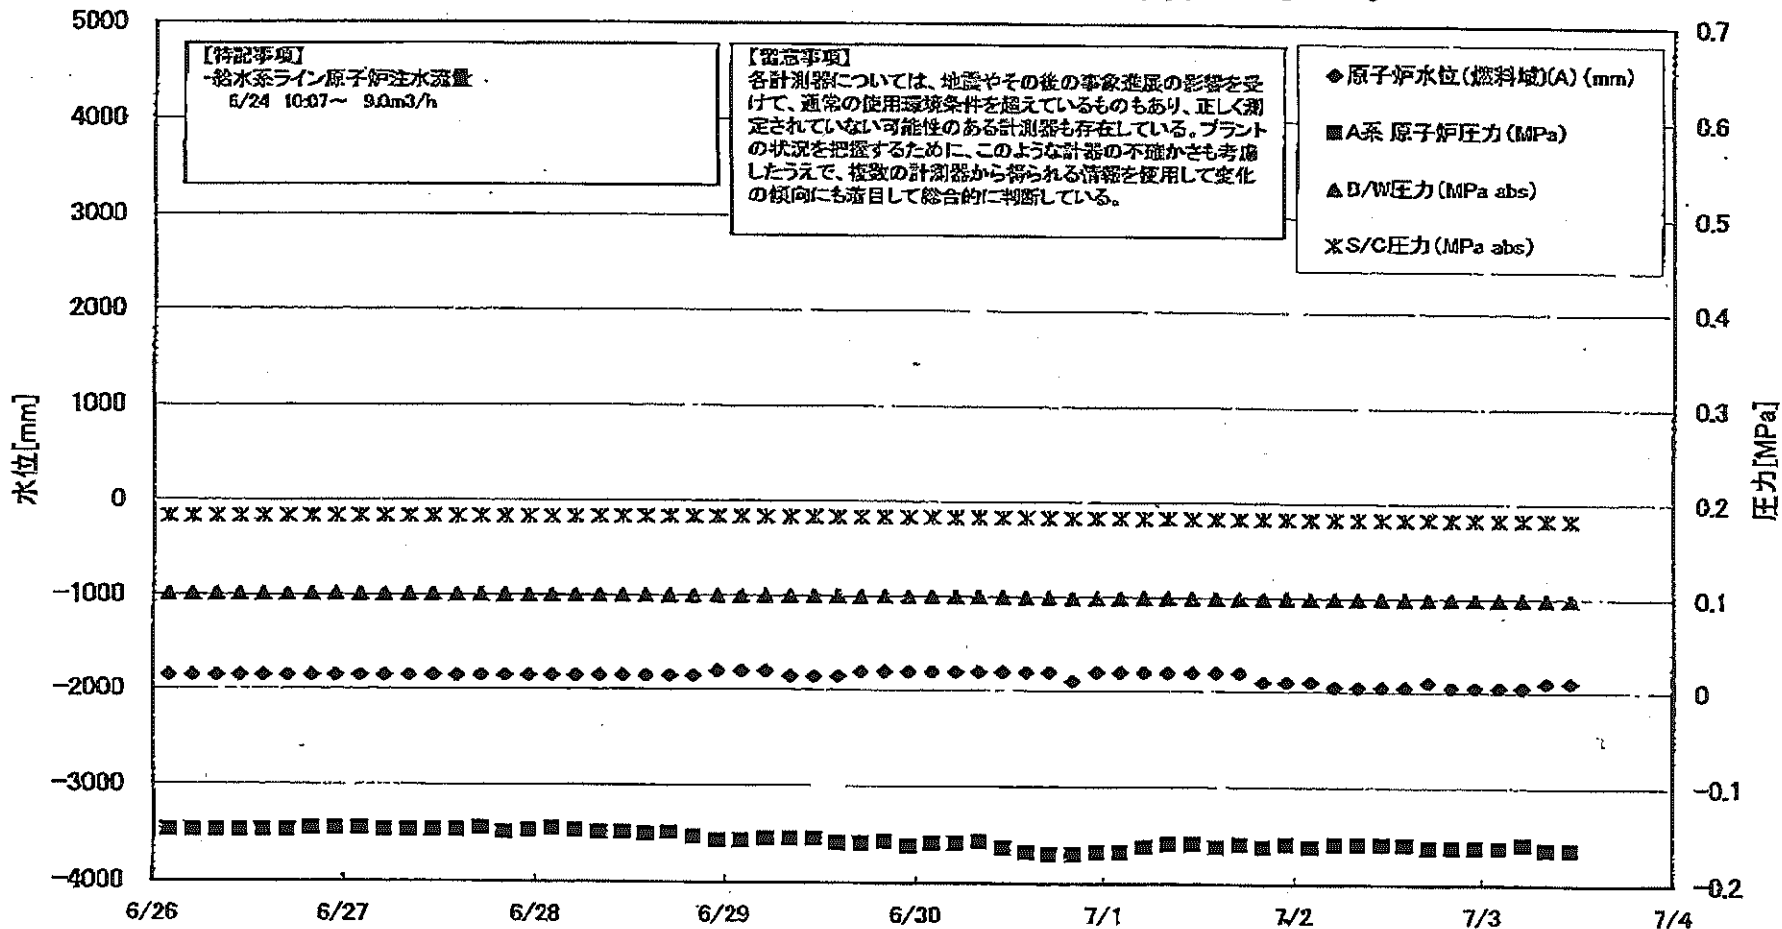 【特記事項】
・給水系ライン原子炉注水流量
6/24 10:07～ 9.0m3/h
【留意事項】
各計測器については、地震やその後の事象進展の影響を受
けて、通常の使用環境条件を超えているものもあり、正しく測
定されていない可能性のある計測器も存在している。プラント
の状況を把握するために、このような計器の不確かさも考慮
したうえで、複数の計測器から得られる情報を使用して変化
の傾向にも着目して総合的に判断している。
原子炉水位(燃料域)(A) (mm)
A系 原子炉圧力(MPa)
D/W圧力(MPa abs)
S/C圧力(MPa abs)
水位[mm]
5000
4000
3000
2000
1000
0
-1000
-2000
-3000
-4000
0.7
0.6
0.5
0.4
0.3
0.2
0.1
0
-0.1
-0.2
圧力[MPa]
6/26 6/27 6/28 6/29 6/30 7/1 7/2 7/3 7/4